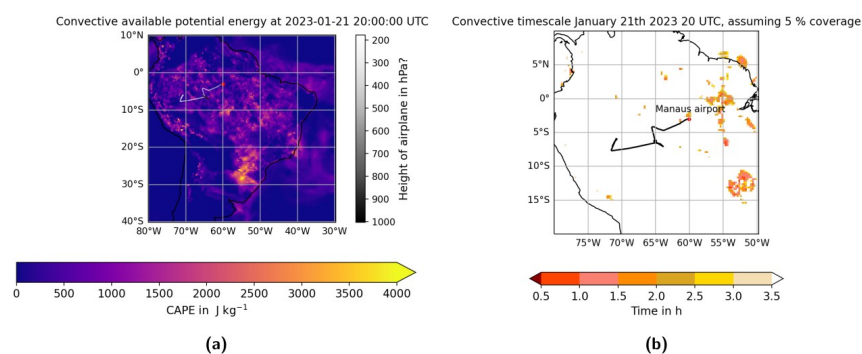 Convective available potential energy at 2023-01-21 20:00:00 UTC
10°N
0°
10°S
20°S
30°S
40°S
80°W 70°W 60°W 50°W 40°W 30°W
200
300
400
500
600
700
800
900
1000
Height of airplane in hPa?
0 500 1000 1500 2000 2500 3000 3500 4000
CAPE in J kg⁻¹
(a)
Convective timescale January 21th 2023 20 UTC, assuming 5 % coverage
5°N
0°
5°S
10°S
15°S
Manaus airport
75°W 70°W 65°W 60°W 55°W 50°W
0.5 1.0 1.5 2.0 2.5 3.0 3.5
Time in h
(b)